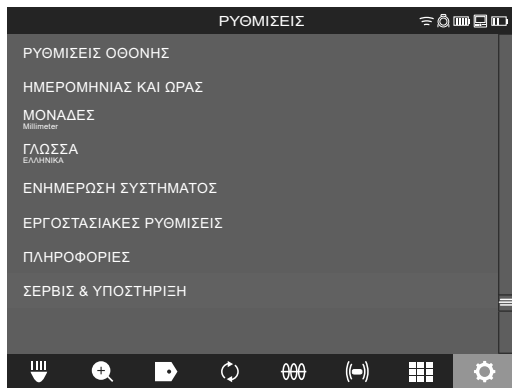 ΡΥΘΜΙΣΕΙΣ
ΡΥΘΜΙΣΕΙΣ ΟΘΟΝΗΣ
ΗΜΕΡΟΜΗΝΙΑΣ ΚΑΙ ΩΡΑΣ
ΜΟΝΑΔΕΣ
Millimeter
ΓΛΩΣΣΑ
ΕΛΛΗΝΙΚΑ
ΕΝΗΜΕΡΩΣΗ ΣΥΣΤΗΜΑΤΟΣ
ΕΡΓΟΣΤΑΣΙΑΚΕΣ ΡΥΘΜΙΣΕΙΣ
ΠΛΗΡΟΦΟΡΙΕΣ
ΣΕΡΒΙΣ & ΥΠΟΣΤΗΡΙΞΗ